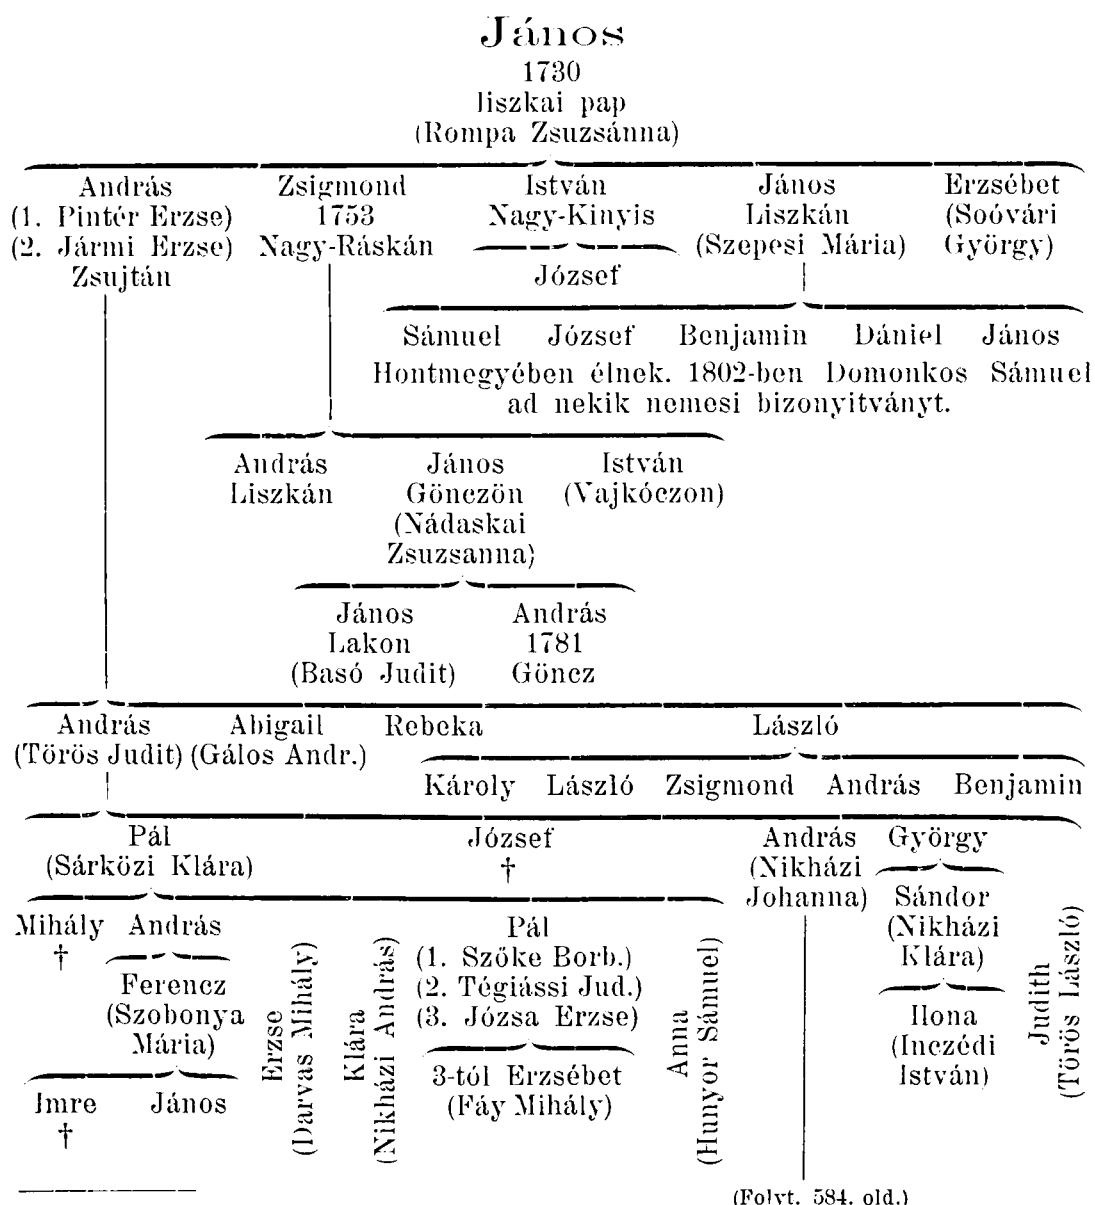 János
1730
liszkai pap
(Rompa Zsuzsánna)
András Zsigmond István János Erzsébet
(1. Pintér Erzse) 1753 Nagy-Kinyis Liszkán (Soóvári
(2. Jármi Erzse) Nagy-Ráskán (Szepesi Mária) György)
Zsujtán József
Sámuel József Benjamin Dániel János
Hontmegyében élnek. 1802-ben Domonkos Sámuel
ad nekik nemesi bizonyitványt.
András János István
Liszkán Gönczön (Vajkóczon)
(Nádaskai
Zsuzsanna)
János András
Lakon 1781
(Basó Judit) Göncz
András Abigail Rebeka László
(Törös Judit) (Gálos Andr.)
Károly László Zsigmond András Benjamin
Pál József András György
(Sárközi Klára) † (Nikházi
Johanna)
Mihály András Pál Sándor
† (1. Szőke Borb.) (Nikházi
(2. Tégiássi Jud.) Klára)
(3. Józsa Erzse)
Ferencz
(Szobonya
Mária)
Erzse
(Darvas Mihály)
Klára
(Nikházi András)
Anna
(Hunyor Sámuel)
Ilona
(Inczédi
István)
Judith
(Törös László)
3-tól Erzsébet
(Fáy Mihály)
Imre János
†
(Folyt. 584. old.)